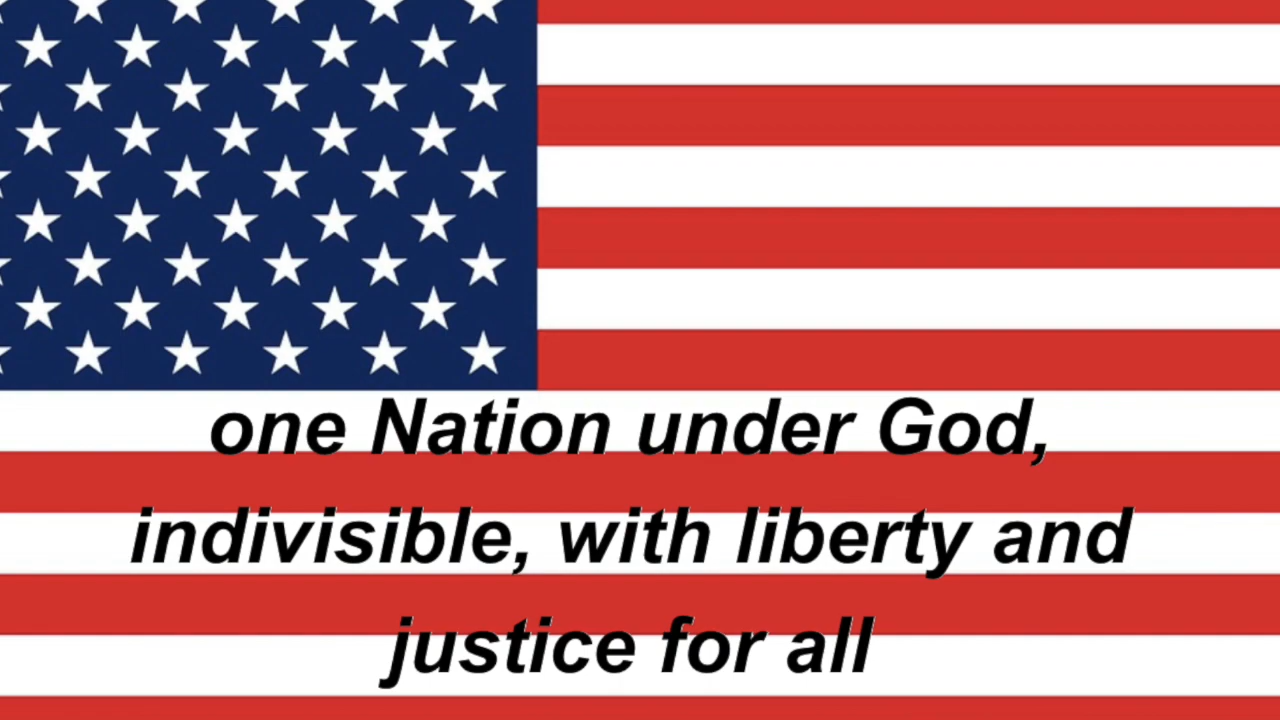 one Nation under God,
indivisible, with liberty and
justice for all